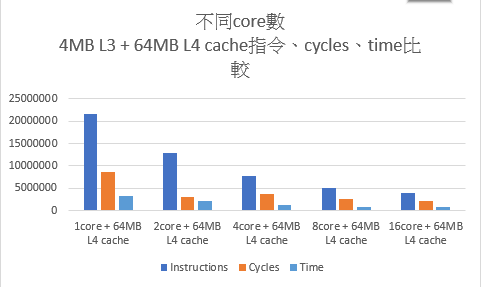 不同core數
4MB L3 + 64MB L4 cache指令、cycles、time比
較
25000000
20000000
15000000
10000000
5000000
0
1core + 64MB
L4 cache
2core + 64MB
L4 cache
4core + 64MB
L4 cache
8core + 64MB
L4 cache
16core + 64MB
L4 cache
Instructions
Cycles
Time